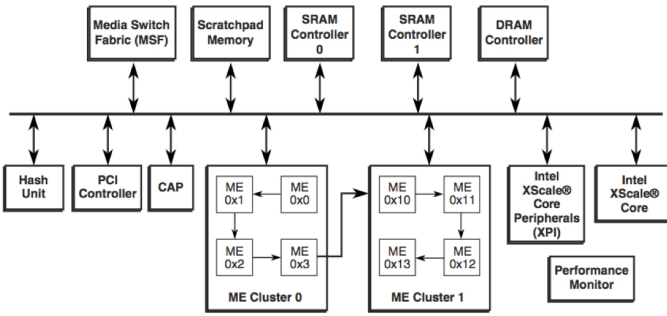 Media Switch
Fabric (MSF)
Scratchpad
Memory
SRAM
Controller
0
SRAM
Controller
1
DRAM
Controller
Hash
Unit
PCI
Controller
CAP
ME
0x1
ME
0x0
ME
0x2
ME
0x3
ME Cluster 0
ME
0x10
ME
0x11
ME
0x13
ME
0x12
ME Cluster 1
Intel
XScale®
Core
Peripherals
(XPI)
Intel
XScale®
Core
Performance
Monitor